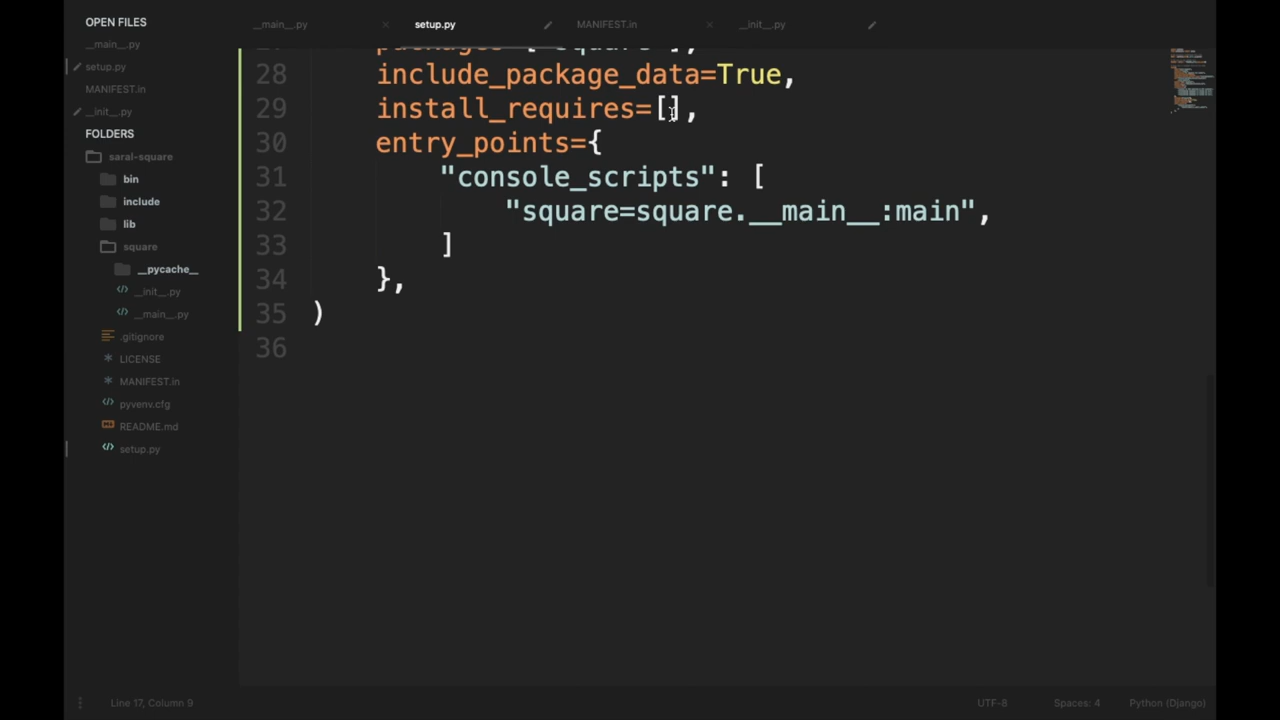 OPEN FILES
__main__.py
setup.py
MANIFEST.in
__init__.py
FOLDERS
saral-square
bin
include
lib
square
__pycache__
__init__.py
__main__.py
.gitignore
LICENSE
MANIFEST.in
pyvenv.cfg
README.md
setup.py
__main__.py
setup.py
MANIFEST.in
__init__.py
28 include_package_data=True,
29 install_requires=[],
30 entry_points={
31 "console_scripts": [
32 "square=square.__main__:main",
33 ]
34 },
35 )
36
Line 17, Column 9
UTF-8
Spaces: 4
Python (Django)